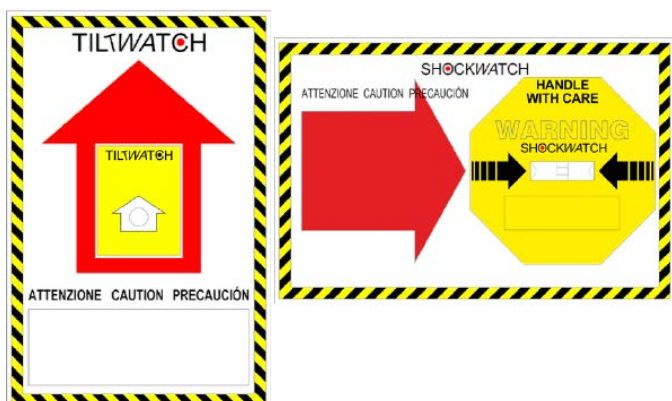 TILTWATCH
TILTWATCH
ATTENZIONE CAUTION PRECAUCIÓN
SHOCKWATCH
ATTENZIONE CAUTION PRECAUCIÓN
HANDLE
WITH CARE
WARNING
SHOCKWATCH